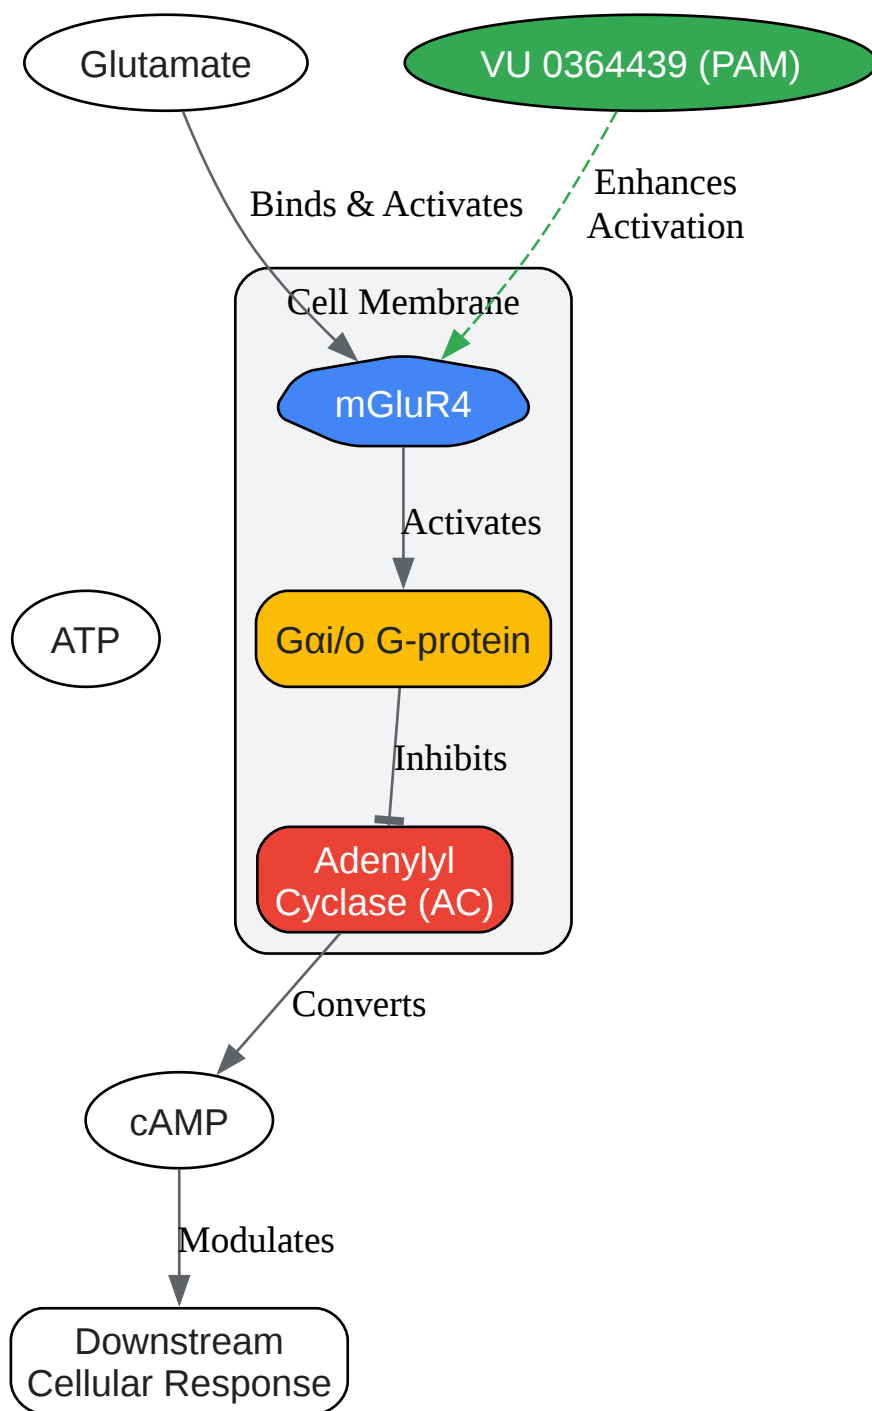 Glutamate
VU 0364439 (PAM)
Binds & Activates
Enhances
Activation
Cell Membrane
mGluR4
Activates
ATP
Gαi/o G-protein
Inhibits
Adenylyl
Cyclase (AC)
Converts
cAMP
Modulates
Downstream
Cellular Response